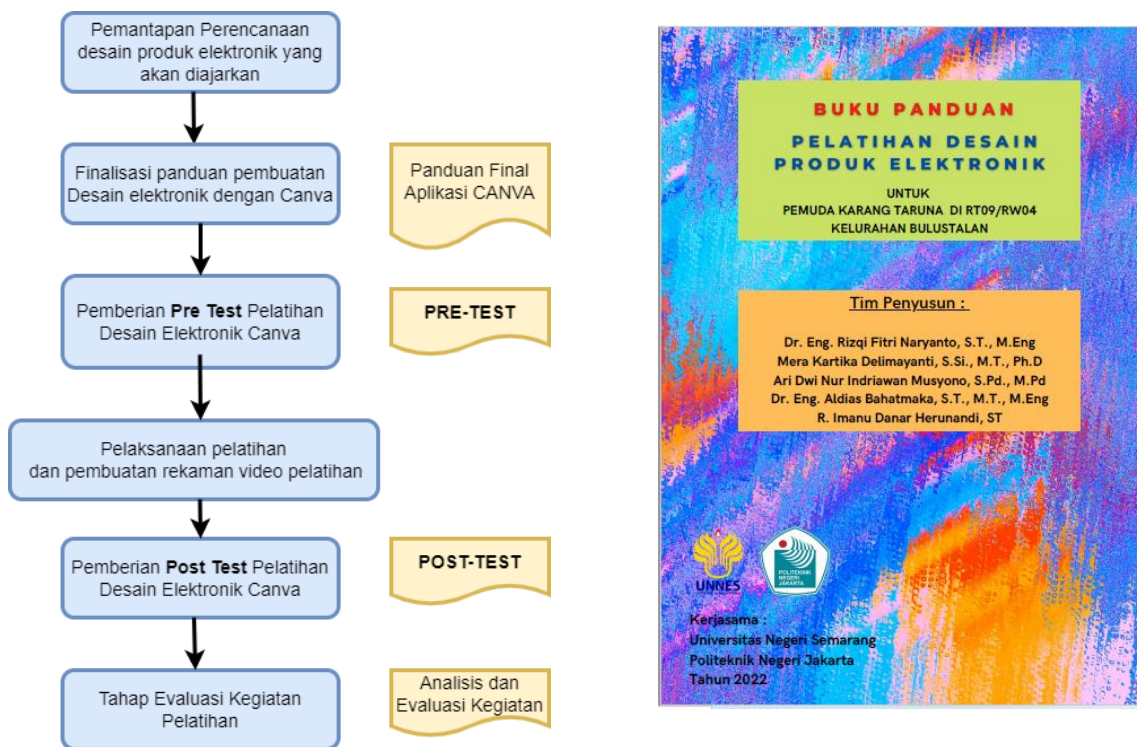 Pemantapan Perencanaan
desain produk elektronik yang
akan diajarkan
Finalisasi panduan pembuatan
Desain elektronik dengan Canva
Panduan Final
Aplikasi CANVA
Pemberian Pre Test Pelatihan
Desain Elektronik Canva
PRE-TEST
Pelaksanaan pelatihan
dan pembuatan rekaman video pelatihan
Pemberian Post Test Pelatihan
Desain Elektronik Canva
POST-TEST
Tahap Evaluasi Kegiatan
Pelatihan
Analisis dan
Evaluasi Kegiatan
BUKU PANDUAN
PELATIHAN DESAIN
PRODUK ELEKTRONIK
UNTUK
PEMUDA KARANG TARUNA DI RT09/RW04
KELURAHAN BULUSTALAN
Tim Penyusun :
Dr. Eng. Rizqi Fitri Naryanto, S.T., M.Eng
Mera Kartika Delimayanti, S.Si., M.T., Ph.D
Ari Dwi Nur Indriawan Musyono, S.Pd., M.Pd
Dr. Eng. Aldias Bahatmaka, S.T., M.T., M.Eng
R. Imanu Danar Herunandi, ST
UNNES
POLITEKNIK
NEGERI
JAKARTA
Kerjasama :
Universitas Negeri Semarang
Politeknik Negeri Jakarta
Tahun 2022